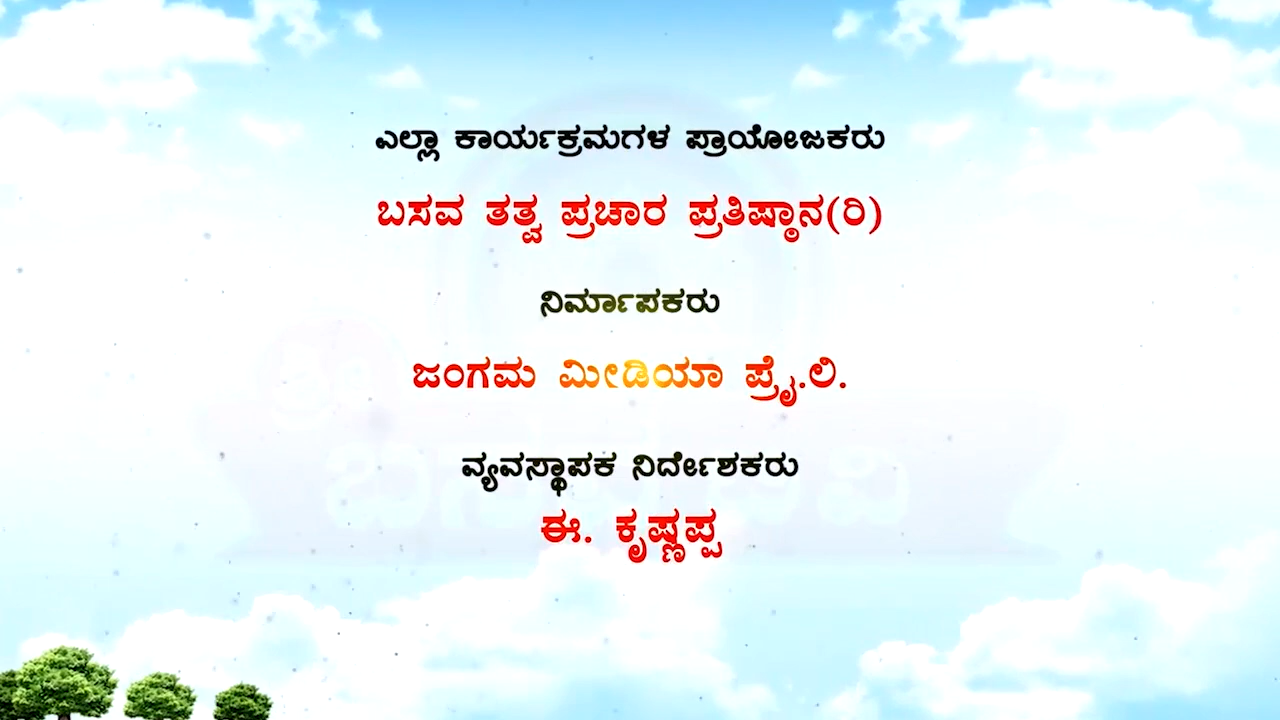 ಎಲ್ಲಾ ಕಾರ್ಯಕ್ರಮಗಳ ಪ್ರಾಯೋಜಕರು
ಬಸವ ತತ್ವ ಪ್ರಚಾರ ಪ್ರತಿಷ್ಠಾನ(ರಿ)
ನಿರ್ಮಾಪಕರು
ಜಂಗಮ ಮೀಡಿಯಾ ಪ್ರೈ.ಲಿ.
ವ್ಯವಸ್ಥಾಪಕ ನಿರ್ದೇಶಕರು
ಈ. ಕೃಷ್ಣಪ್ಪ